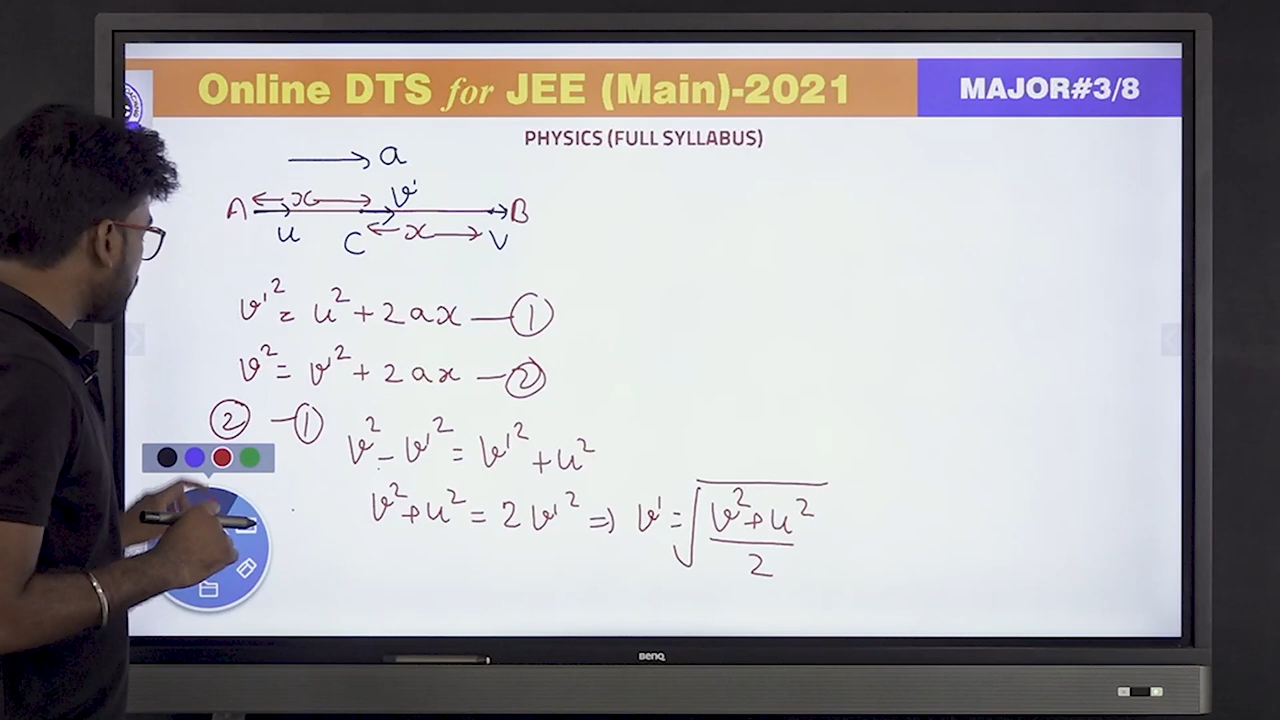 Online DTS for JEE (Main)-2021
MAJOR#3/8
PHYSICS (FULL SYLLABUS)
→ a
A x v' B
u C x v
v'² = u² + 2ax — ①
v² = v'² + 2ax — ②
② - ①
v² - v'² = v'² + u²
v² + u² = 2v'² ⇒ v' = √((v² + u²)/2)
BenQ